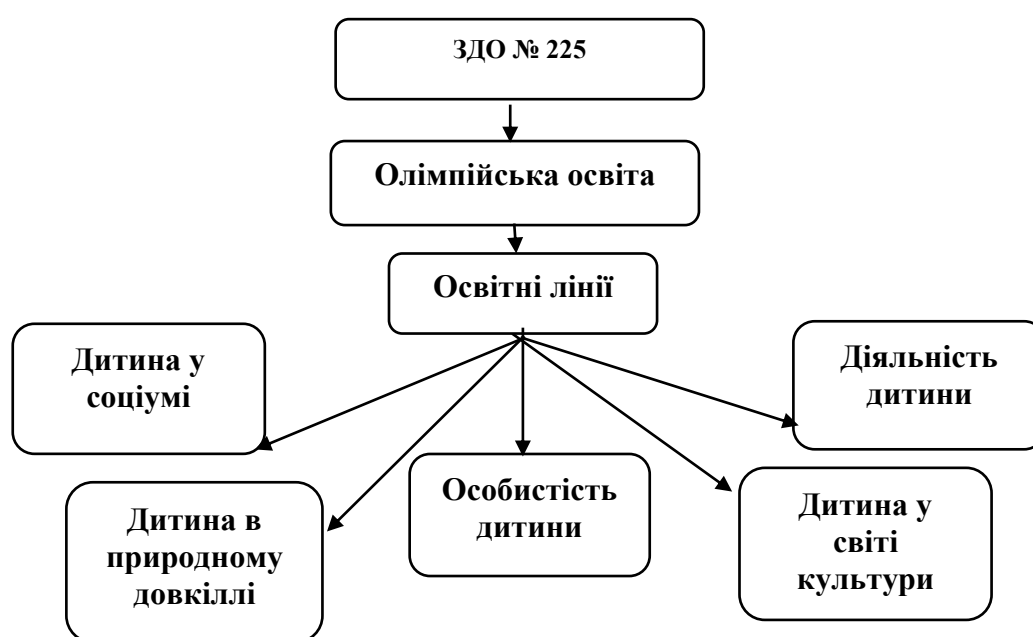 ЗДО № 225
Олімпійська освіта
Освітні лінії
Дитина у
соціумі
Діяльність
дитини
Дитина в
природному
довкіллі
Особистість
дитини
Дитина у
світі
культури